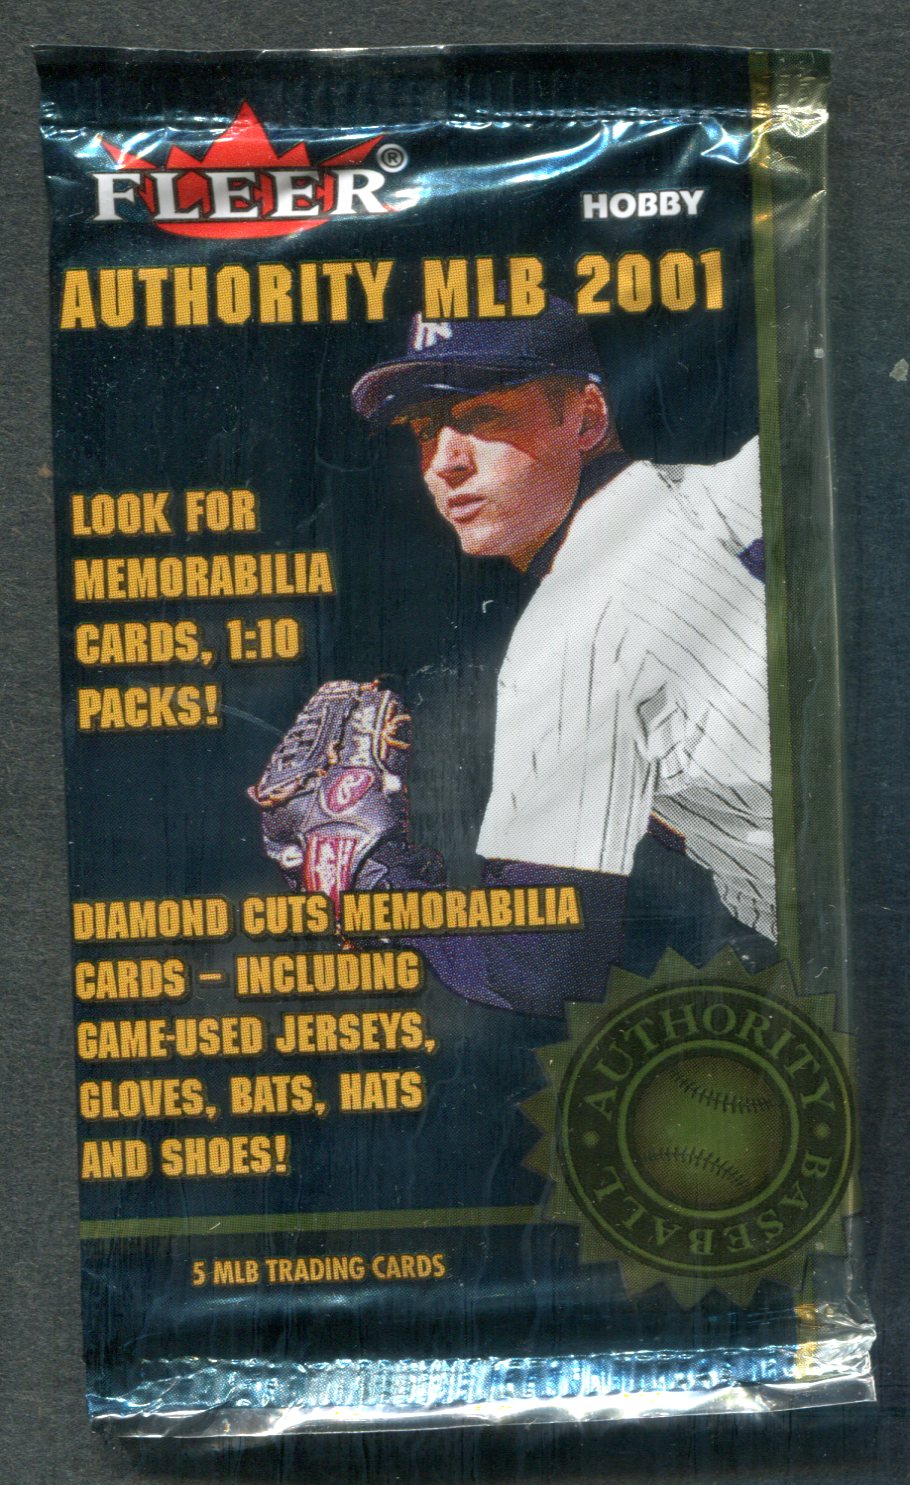 FLEER®
HOBBY
AUTHORITY MLB 2001
LOOK FOR
MEMORABILIA
CARDS, 1:10
PACKS!
DIAMOND CUTS MEMORABILIA
CARDS – INCLUDING
GAME-USED JERSEYS,
GLOVES, BATS, HATS
AND SHOES!
AUTHORITY • BASEBALL •
5 MLB TRADING CARDS